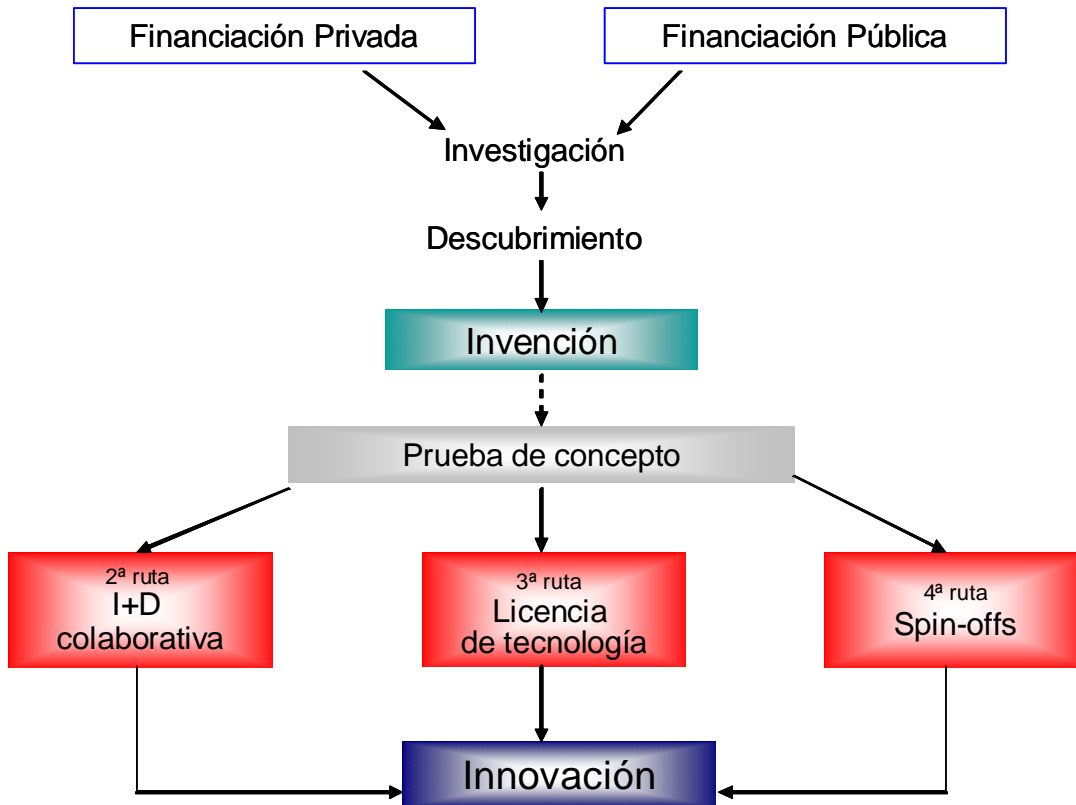 Financiación Privada
Financiación Pública
Investigación
Descubrimiento
Invención
Prueba de concepto
2ª ruta
I+D
colaborativa
3ª ruta
Licencia
de tecnología
4ª ruta
Spin-offs
Innovación